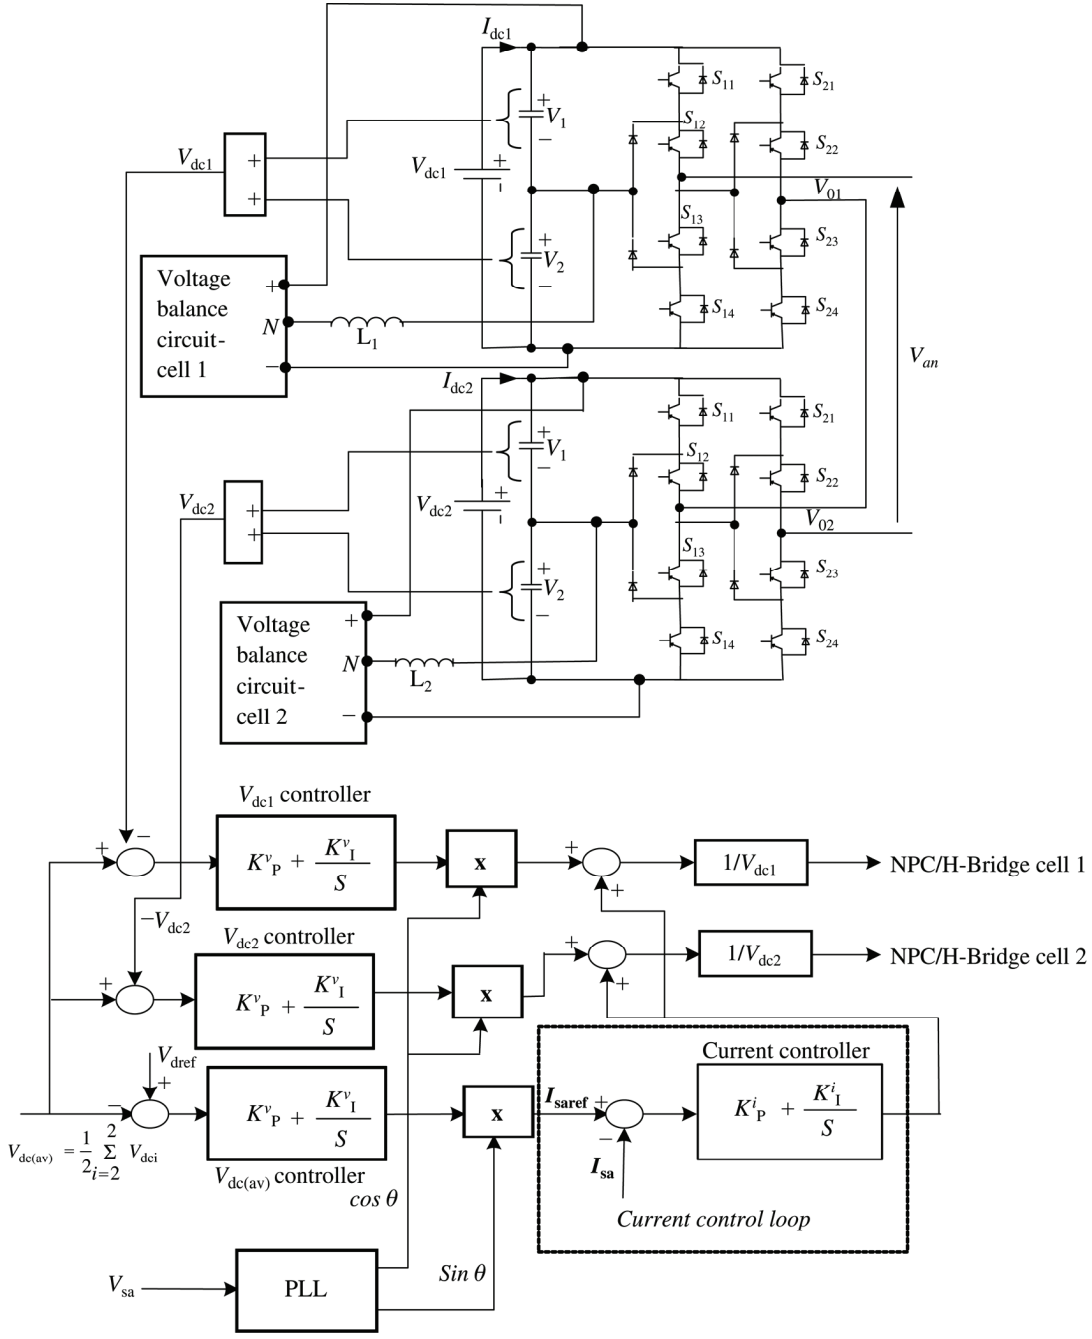 I_dc1
+
V_1
−
V_dc1
+
-
+
V_2
−
S_11
S_12
S_13
S_14
S_21
S_22
S_23
S_24
V_01
V_an
V_dc1
+
+
Voltage
balance
circuit-
cell 1
+
N
−
L_1
I_dc2
+
V_1
−
V_dc2
+
-
+
V_2
−
S_11
S_12
S_13
S_14
S_21
S_22
S_23
S_24
V_02
V_dc2
+
+
Voltage
balance
circuit-
cell 2
+
N
−
L_2
V_dc1 controller
+ −
K^v_P + K^v_I / S
x
+
+
1/V_dc1
NPC/H-Bridge cell 1
−V_dc2
V_dc2 controller
+
K^v_P + K^v_I / S
x
+
+
1/V_dc2
NPC/H-Bridge cell 2
V_dref
+
−
K^v_P + K^v_I / S
x
I_saref +
−
I_sa
Current controller
K^i_P + K^i_I / S
V_dc(av) = 1/2 Σ^2_i=2 V_dci
V_dc(av) controller
cos θ
Current control loop
V_sa
PLL
Sin θ